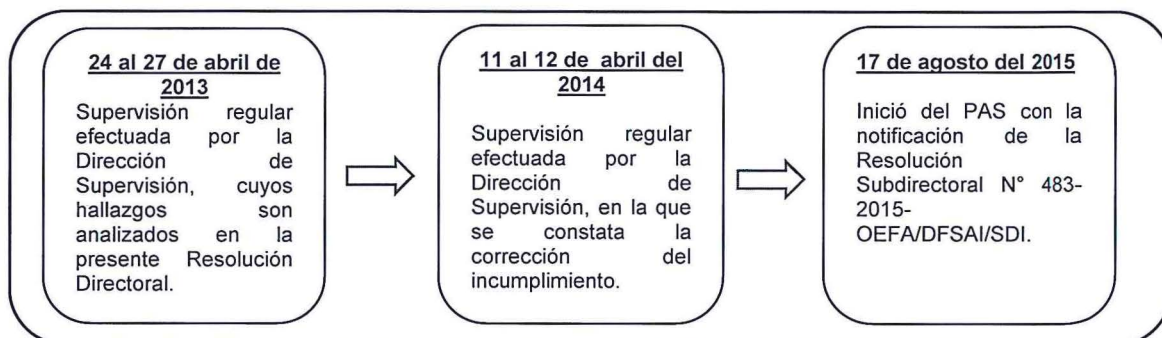 24 al 27 de abril de
2013
Supervisión regular
efectuada por la
Dirección de
Supervisión, cuyos
hallazgos son
analizados en la
presente Resolución
Directoral.
11 al 12 de abril del
2014
Supervisión regular
efectuada por la
Dirección de
Supervisión, en la que
se constata la
corrección del
incumplimiento.
17 de agosto del 2015
Inició del PAS con la
notificación de la
Resolución
Subdirectoral N° 483-
2015-
OEFA/DFSAI/SDI.